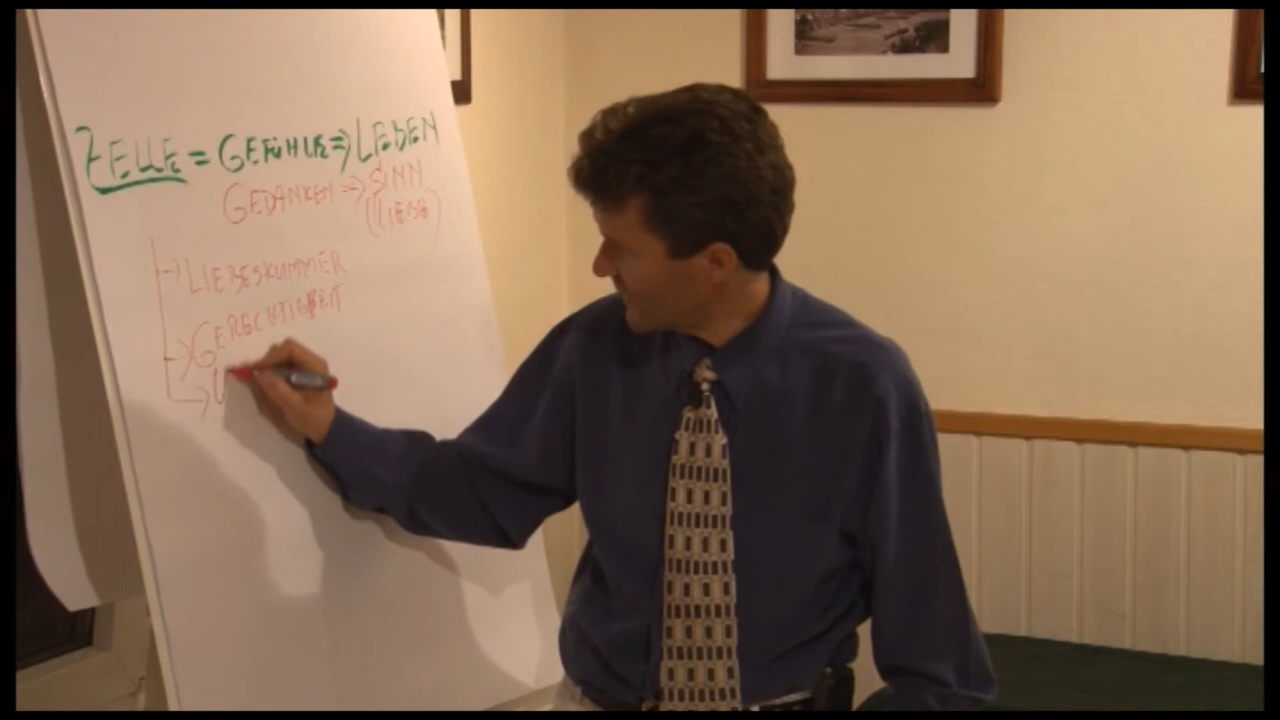 ZELLE = GEFÜHLE => LEBEN
GEDANKEN => SINN
(LIEBE)
-> LIEBESKUMMER
-> GERECHTIGKEIT
-> U